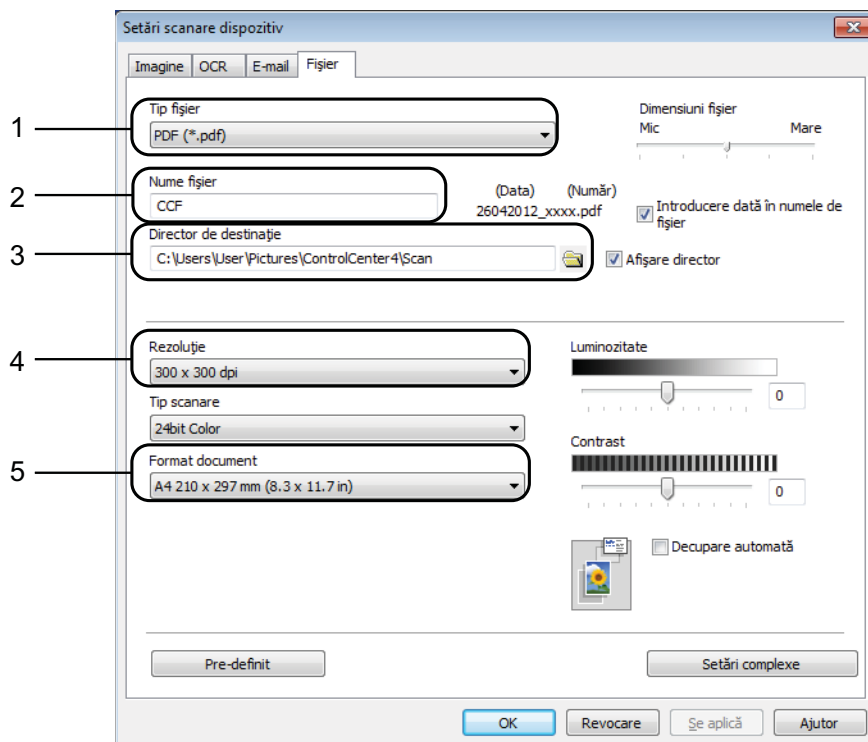 Setări scanare dispozitiv
Imagine OCR E-mail Fişier
1
Tip fişier
PDF (*.pdf)
Dimensiuni fişier
Mic Mare
2
Nume fişier
CCF
(Data) (Număr)
26042012_xxxx.pdf
Introducere dată în numele de
fişier
3
Director de destinaţie
C:\Users\User\Pictures\ControlCenter4\Scan
Afişare director
4
Rezoluţie
300 x 300 dpi
Luminozitate
0
Tip scanare
24bit Color
5
Format document
A4 210 x 297 mm (8.3 x 11.7 in)
Contrast
0
Decupare automată
Pre-definit
Setări complexe
OK Revocare Se aplică Ajutor